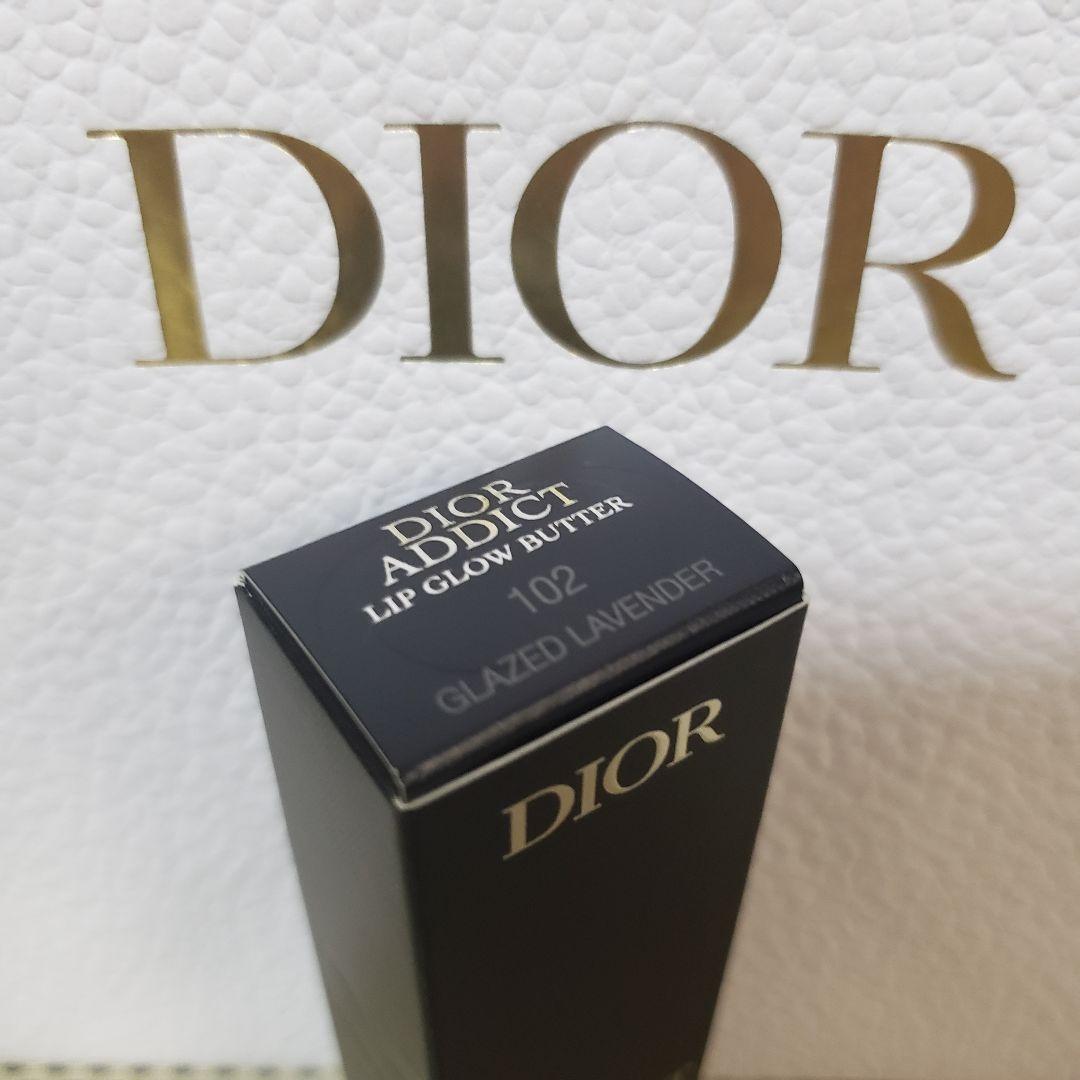 DIOR
DIOR
ADDICT
LIP GLOW BUTTER
102
GLAZED LAVENDER
DIOR